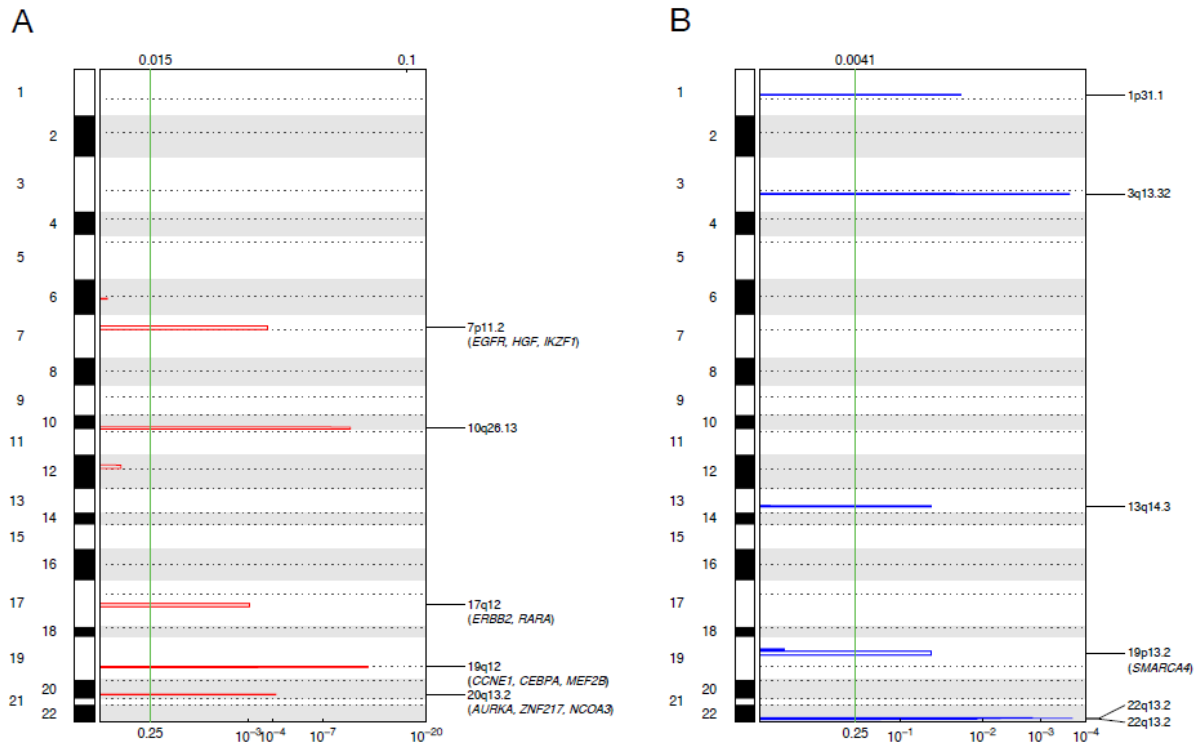 A
0.015 0.1
1
2
3
4
5
6
7
8
9
10
11
12
13
14
15
16
17
18
19
20
21
22
7p11.2
(EGFR, HGF, IKZF1)
10q26.13
17q12
(ERBB2, RARA)
19q12
(CCNE1, CEBPA, MEF2B)
20q13.2
(AURKA, ZNF217, NCOA3)
0.25 10⁻³ 10⁻⁴ 10⁻⁷ 10⁻²⁰
B
0.0041
1
2
3
4
5
6
7
8
9
10
11
12
13
14
15
16
17
18
19
20
21
22
1p31.1
3q13.32
13q14.3
19p13.2
(SMARCA4)
22q13.2
22q13.2
0.25 10⁻¹ 10⁻² 10⁻³ 10⁻⁴